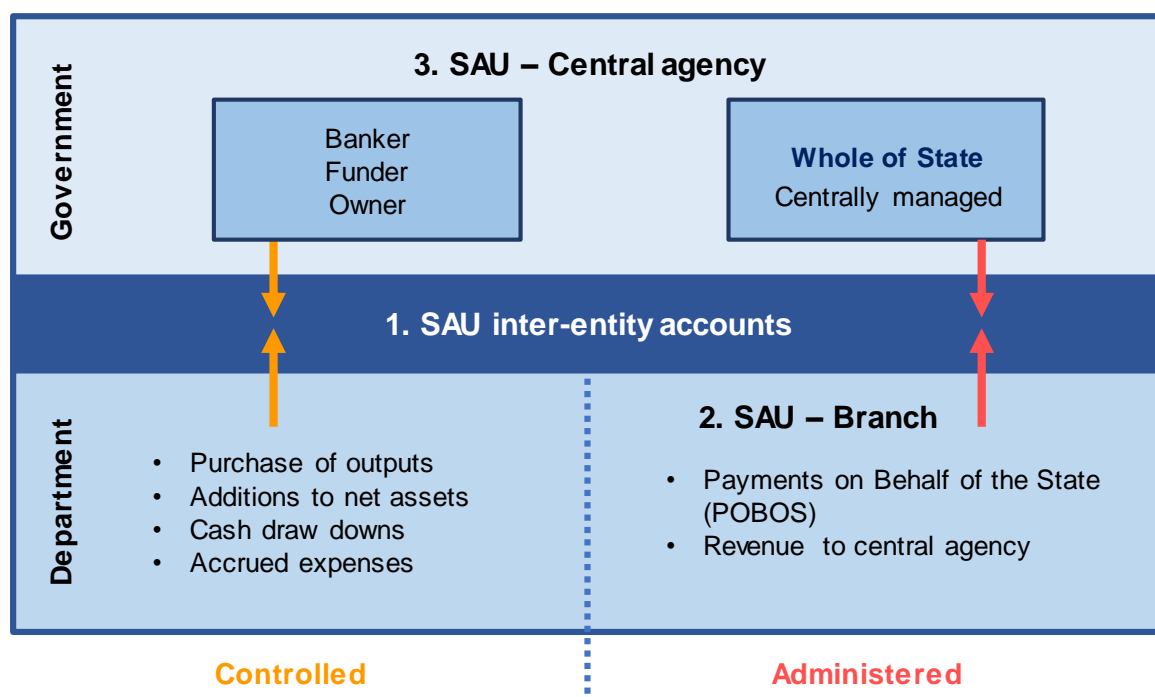 Government
3. SAU – Central agency
Banker
Funder
Owner
Whole of State
Centrally managed
1. SAU inter-entity accounts
Department
• Purchase of outputs
• Additions to net assets
• Cash draw downs
• Accrued expenses
2. SAU – Branch
• Payments on Behalf of the State
(POBOS)
• Revenue to central agency
Controlled
Administered